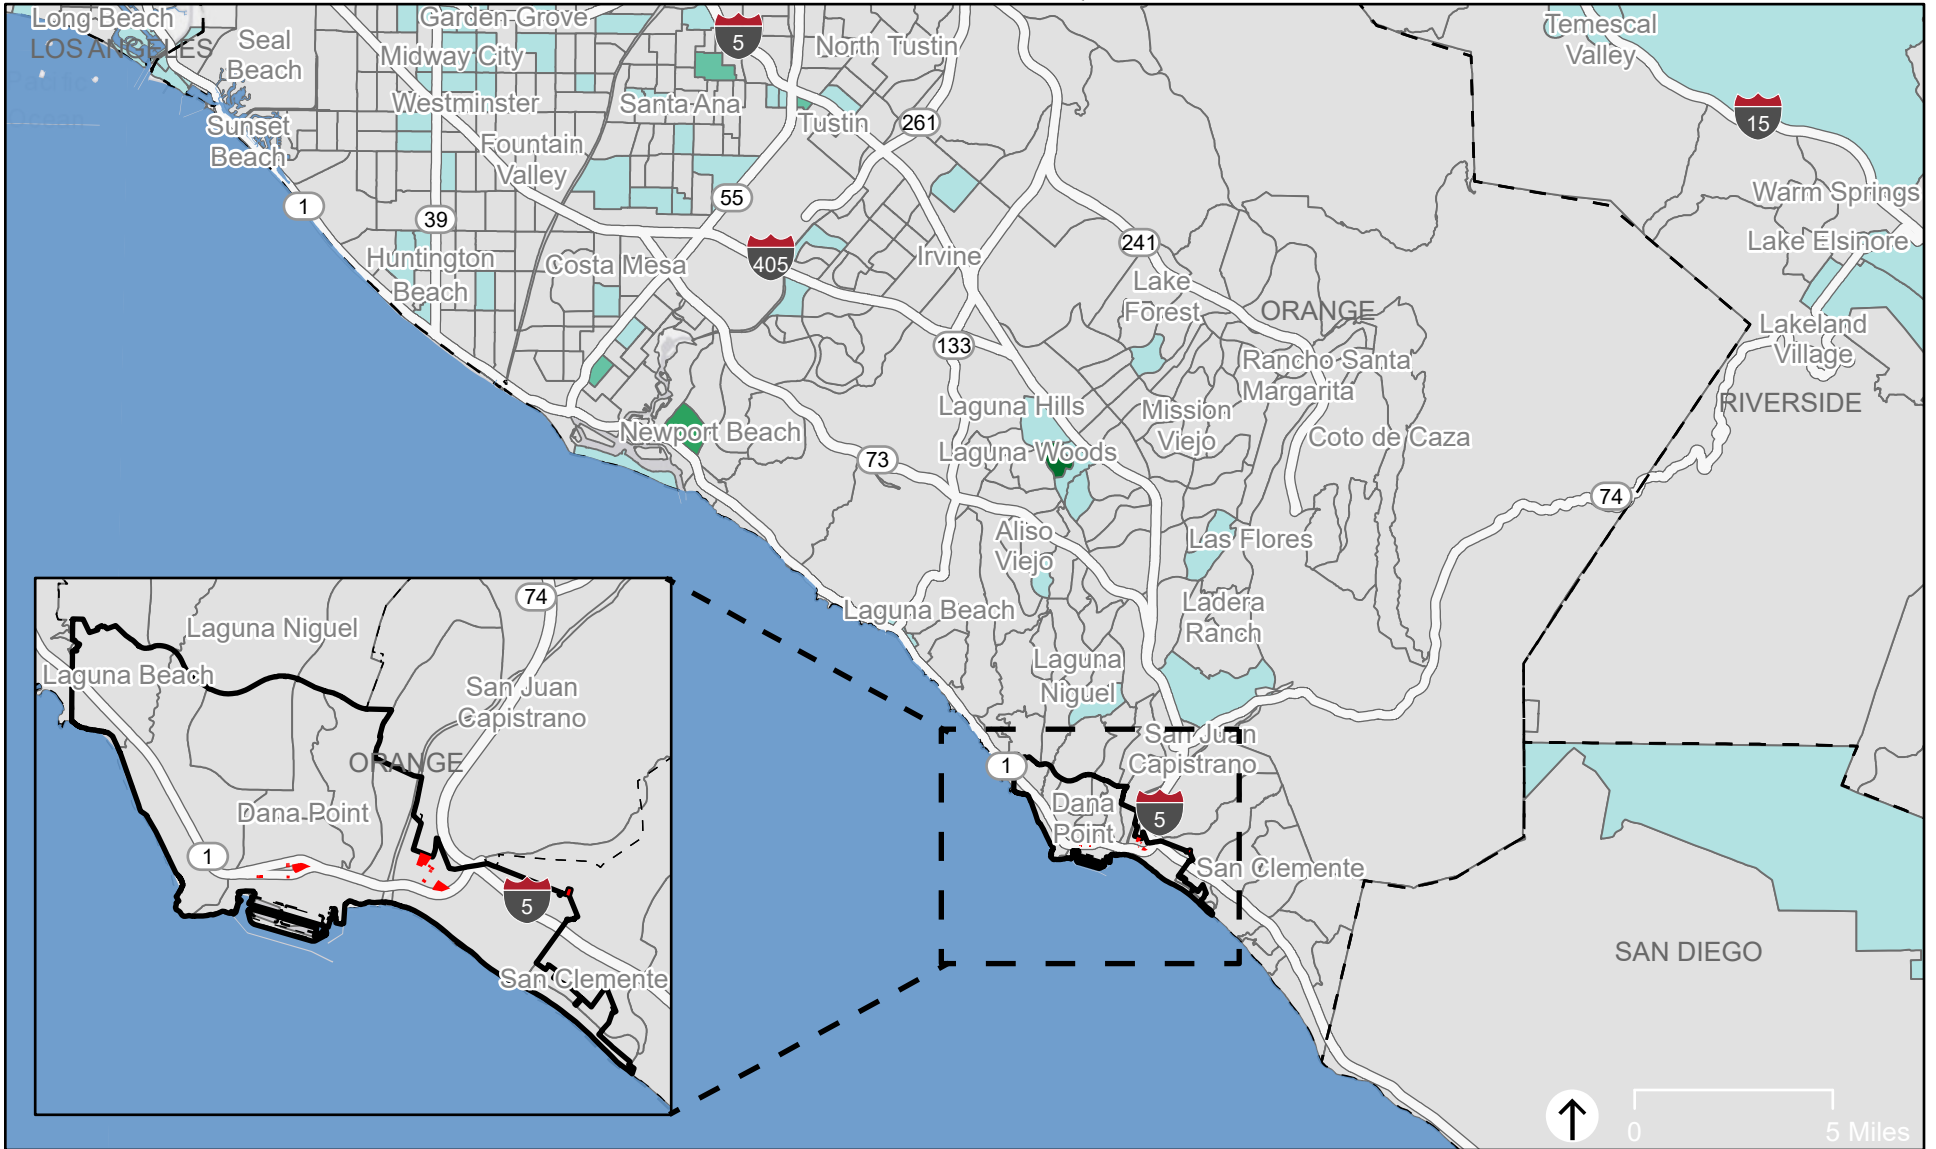 Long Beach
LOS ANGELES
Pacific
Ocean
Seal
Beach
Sunset
Beach
Garden Grove
Midway City
Westminster
Fountain
Valley
Santa Ana
5
North Tustin
Tustin
261
Temescal
Valley
15
Warm Springs
Lake Elsinore
Lakeland
Village
RIVERSIDE
1
39
55
405
241
Huntington
Beach
Costa Mesa
Irvine
Lake
Forest
ORANGE
Rancho Santa
Margarita
133
Newport Beach
73
Laguna Hills
Laguna Woods
Mission
Viejo
Coto de Caza
74
Aliso
Viejo
Las Flores
Laguna Beach
Ladera
Ranch
Laguna
Niguel
San Juan
Capistrano
1
Dana
Point
5
San Clemente
SAN DIEGO
74
Laguna Niguel
Laguna Beach
San Juan
Capistrano
ORANGE
Dana Point
1
5
San Clemente
0
5 Miles